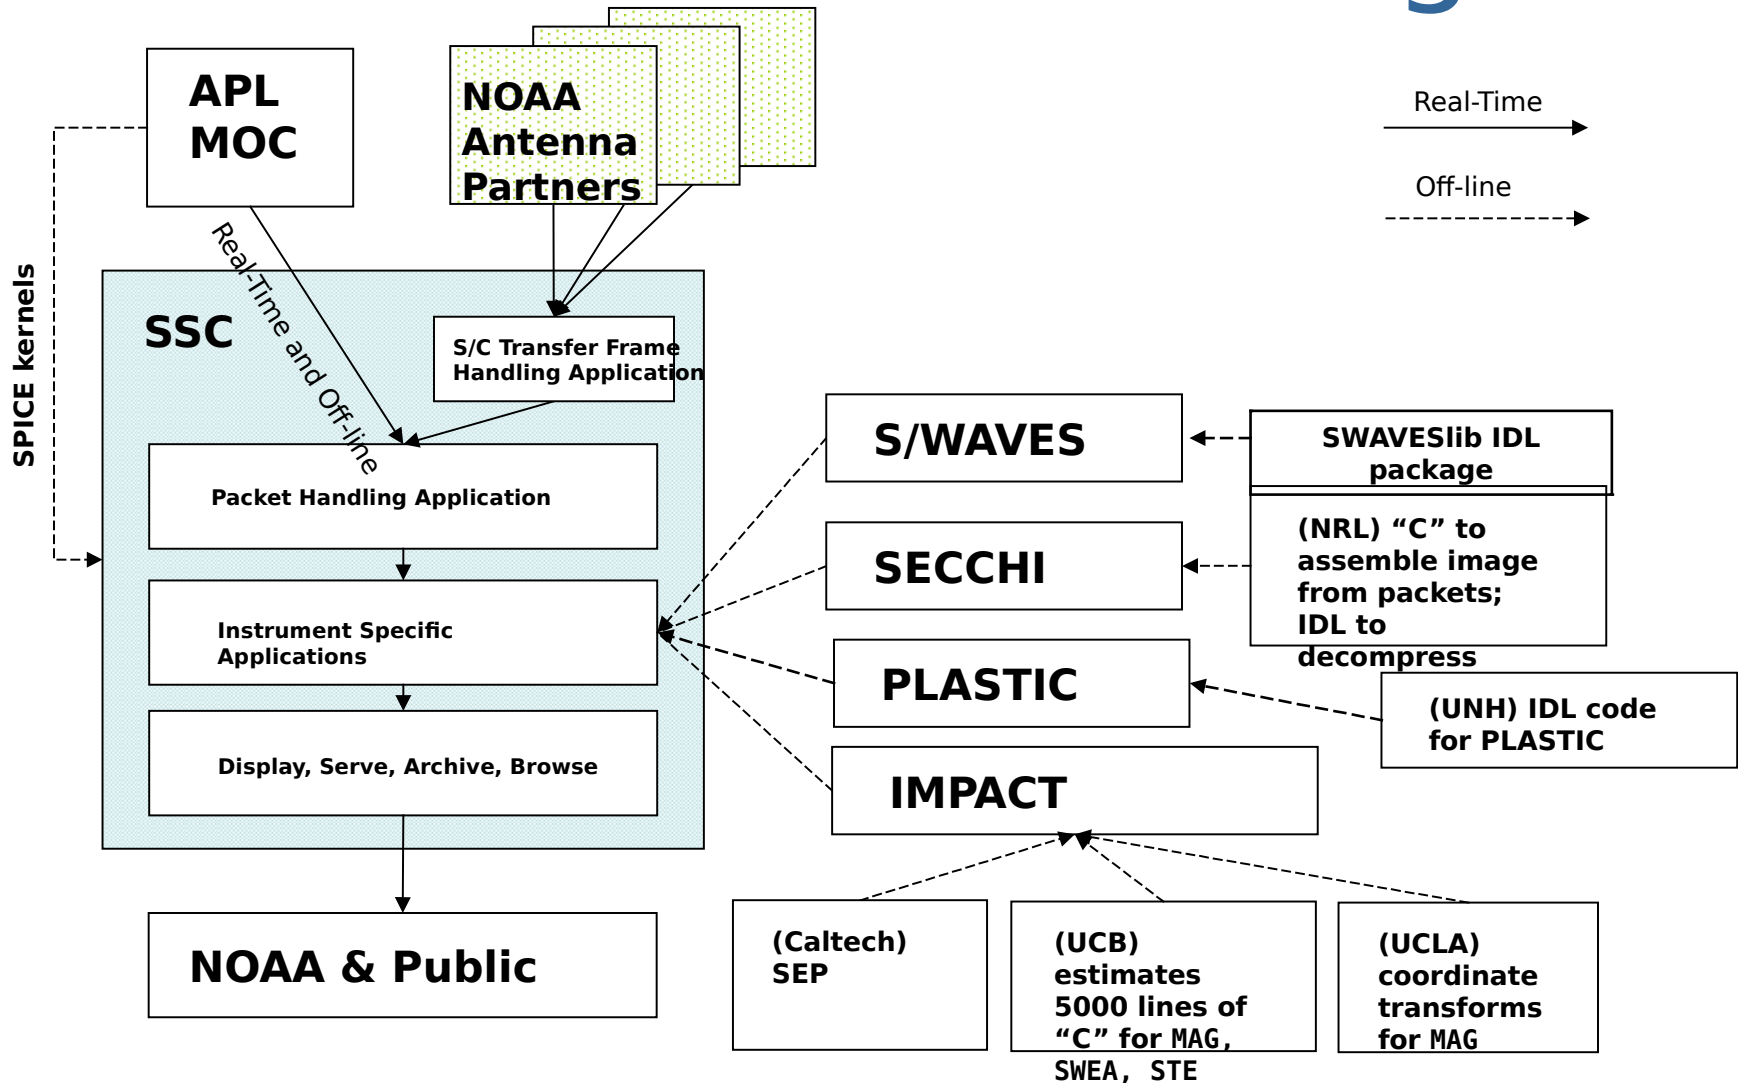 APL
MOC
NOAA
Antenna
Partners
Real-Time
Off-line
SPICE kernels
Real-Time and Off-line
SSC
S/C Transfer Frame
Handling Application
Packet Handling Application
Instrument Specific
Applications
Display, Serve, Archive, Browse
NOAA & Public
S/WAVES
SECCHI
PLASTIC
IMPACT
SWAVESlib IDL
package
(NRL) “C” to
assemble image
from packets;
IDL to
decompress
(UNH) IDL code
for PLASTIC
(Caltech)
SEP
(UCB)
estimates
5000 lines of
“C” for MAG,
SWEA, STE
(UCLA)
coordinate
transforms
for MAG